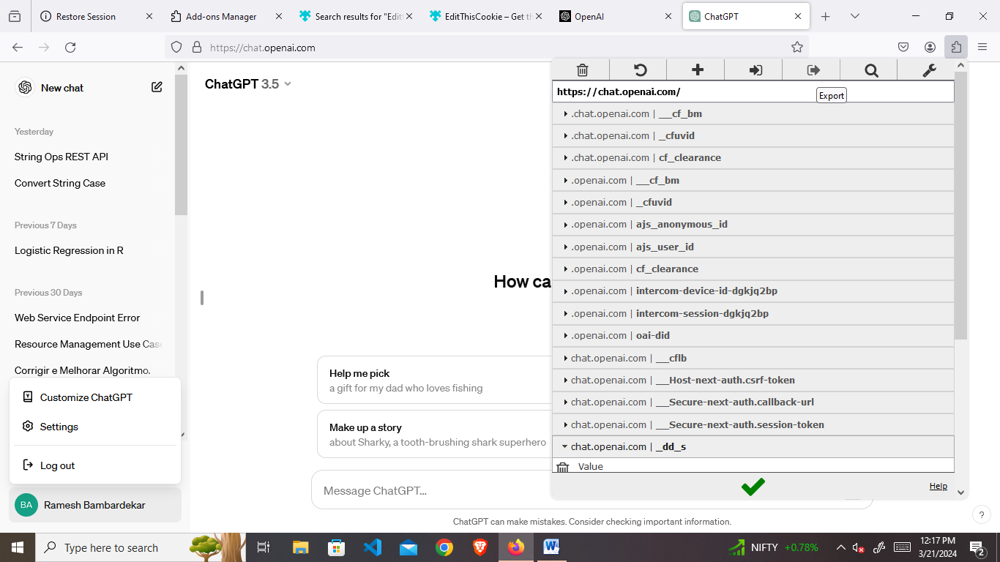 Restore Session
Add-ons Manager
Search results for "Edit
EditThisCookie – Get th
OpenAI
ChatGPT
https://chat.openai.com
New chat
Yesterday
String Ops REST API
Convert String Case
Previous 7 Days
Logistic Regression in R
Previous 30 Days
Web Service Endpoint Error
Resource Management Use Case
Corrigir e Melhorar Algoritmo.
Customize ChatGPT
Settings
Log out
BA
Ramesh Bambardekar
ChatGPT 3.5
How ca
Help me pick
a gift for my dad who loves fishing
Make up a story
about Sharky, a tooth-brushing shark superhero
Message ChatGPT...
ChatGPT can make mistakes. Consider checking important information.
?
https://chat.openai.com/
Export
.chat.openai.com | __cf_bm
.chat.openai.com | _cfuvid
.chat.openai.com | cf_clearance
.openai.com | __cf_bm
.openai.com | _cfuvid
.openai.com | ajs_anonymous_id
.openai.com | ajs_user_id
.openai.com | cf_clearance
.openai.com | intercom-device-id-dgkjq2bp
.openai.com | intercom-session-dgkjq2bp
.openai.com | oai-did
chat.openai.com | __cflb
chat.openai.com | __Host-next-auth.csrf-token
chat.openai.com | __Secure-next-auth.callback-url
chat.openai.com | __Secure-next-auth.session-token
chat.openai.com | _dd_s
Value
Help
Type here to search
NIFTY +0.78%
12:17 PM
3/21/2024
2